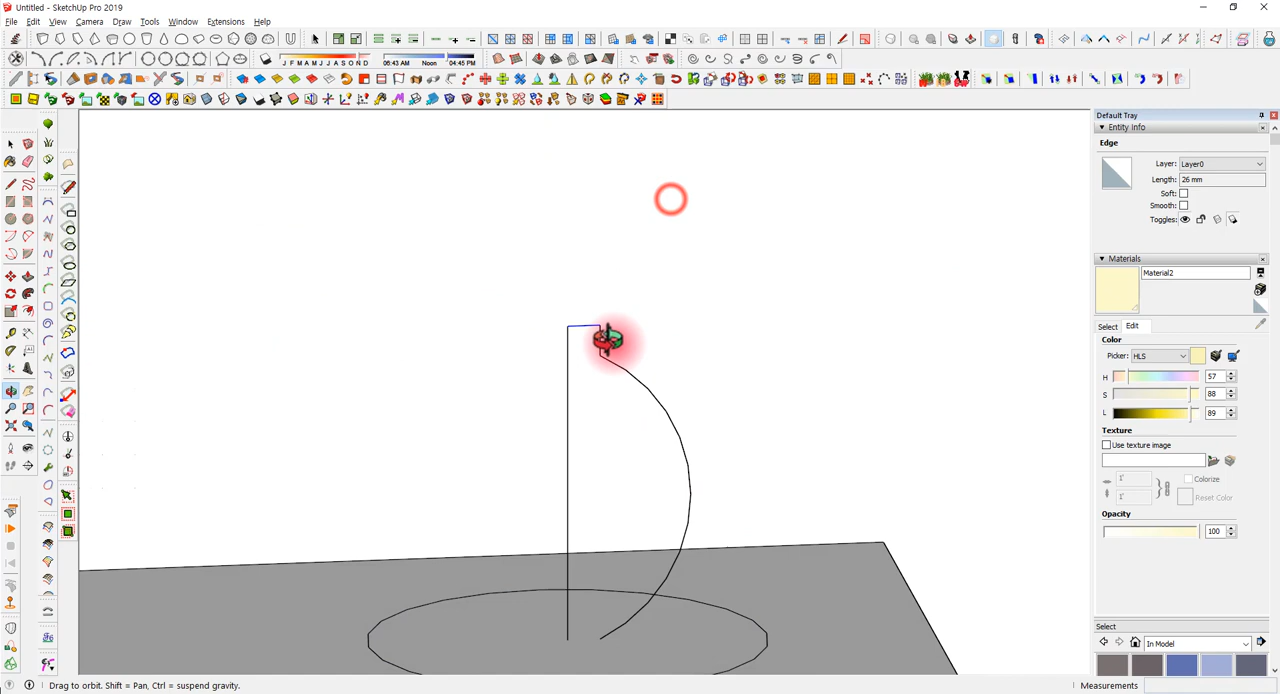 Untitled - SketchUp Pro 2019
File Edit View Camera Draw Tools Window Extensions Help
J F M A M J J A S O N D 06:43 AM Noon 04:45 PM
Default Tray
Entity Info
Edge
Layer: Layer0
Length: 26 mm
Soft:
Smooth:
Toggles:
Materials
Material2
Select Edit
Color
Picker: HLS
H 57
S 88
L 89
Texture
Use texture image
1' Colorize
1' Reset Color
Opacity
100
Select
In Model
Drag to orbit. Shift = Pan, Ctrl = suspend gravity.
Measurements